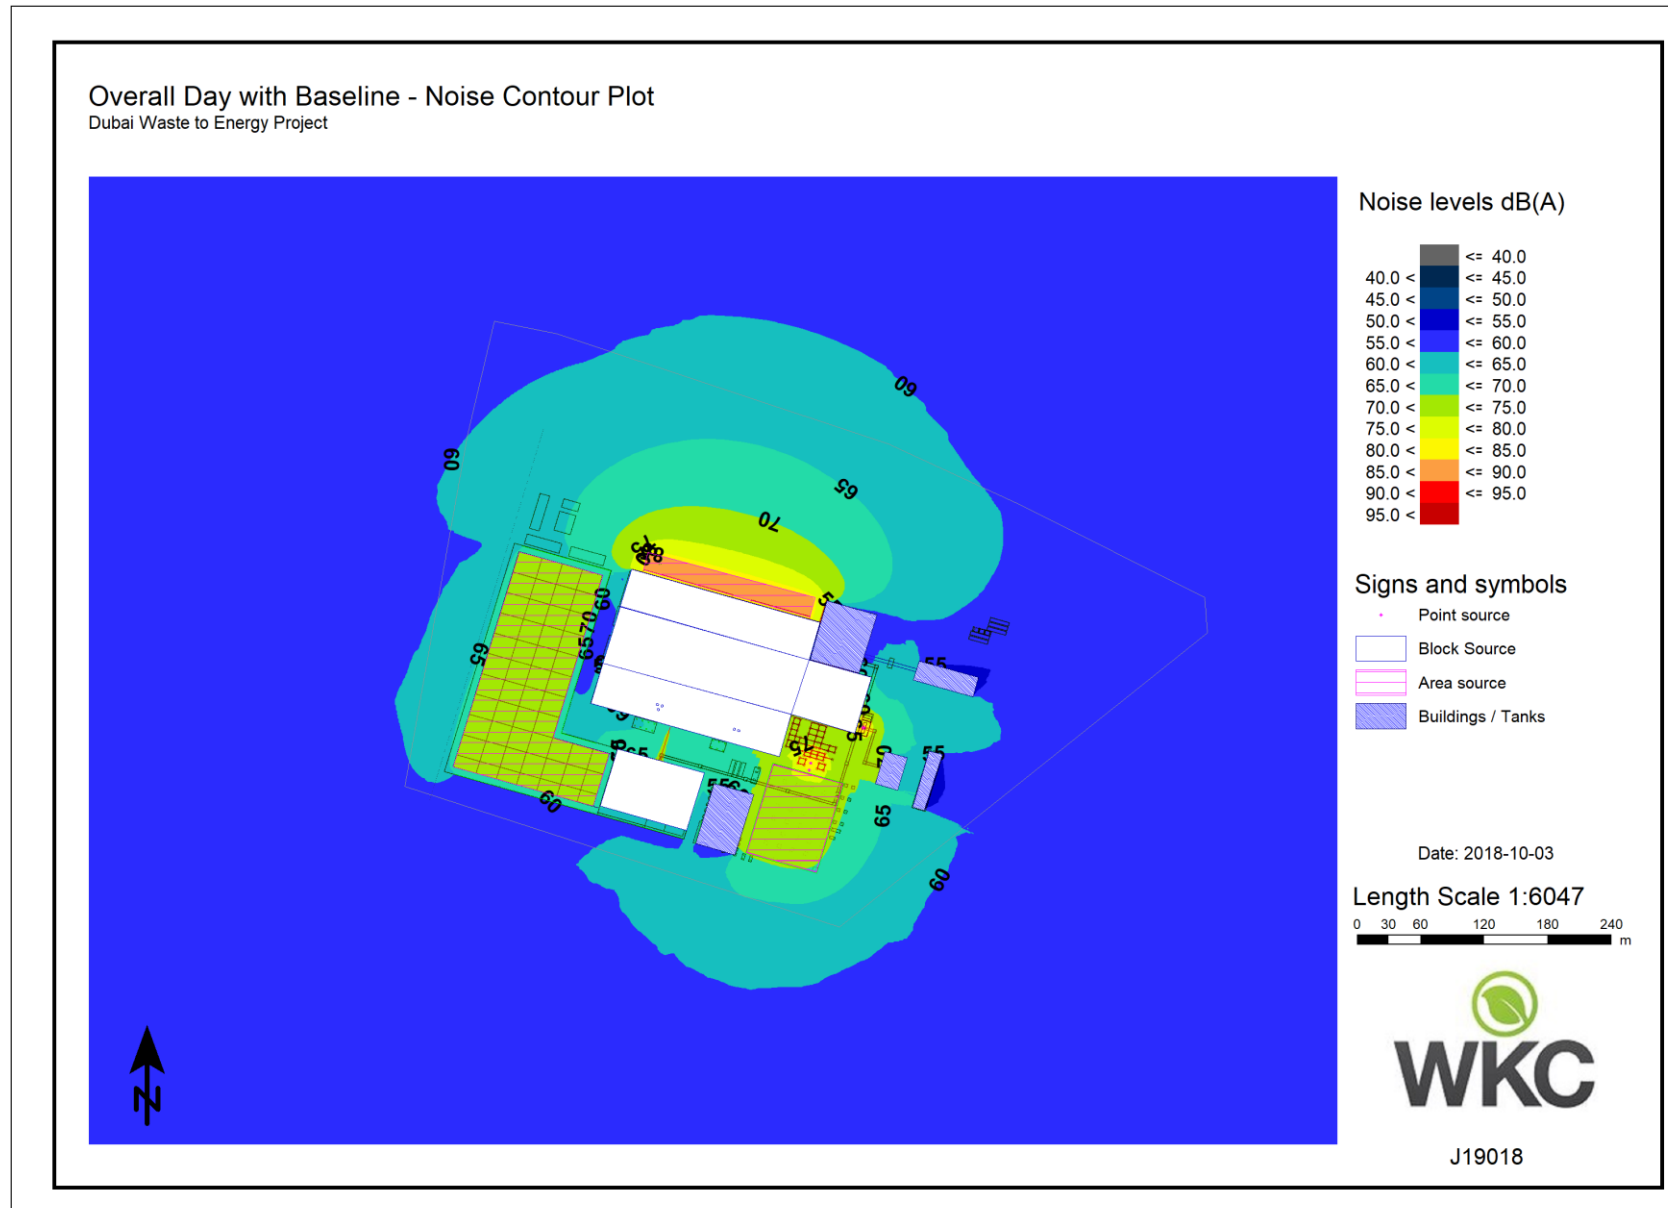 Overall Day with Baseline - Noise Contour Plot
Dubai Waste to Energy Project
Noise levels dB(A)
<= 40.0
40.0 < <= 45.0
45.0 < <= 50.0
50.0 < <= 55.0
55.0 < <= 60.0
60.0 < <= 65.0
65.0 < <= 70.0
70.0 < <= 75.0
75.0 < <= 80.0
80.0 < <= 85.0
85.0 < <= 90.0
90.0 < <= 95.0
95.0 <
60
60
65
70
60
70
65
65
75
70
55
55
65
60
60
Signs and symbols
Point source
Block Source
Area source
Buildings / Tanks
Date: 2018-10-03
Length Scale 1:6047
0 30 60 120 180 240
m
N
WKC
J19018